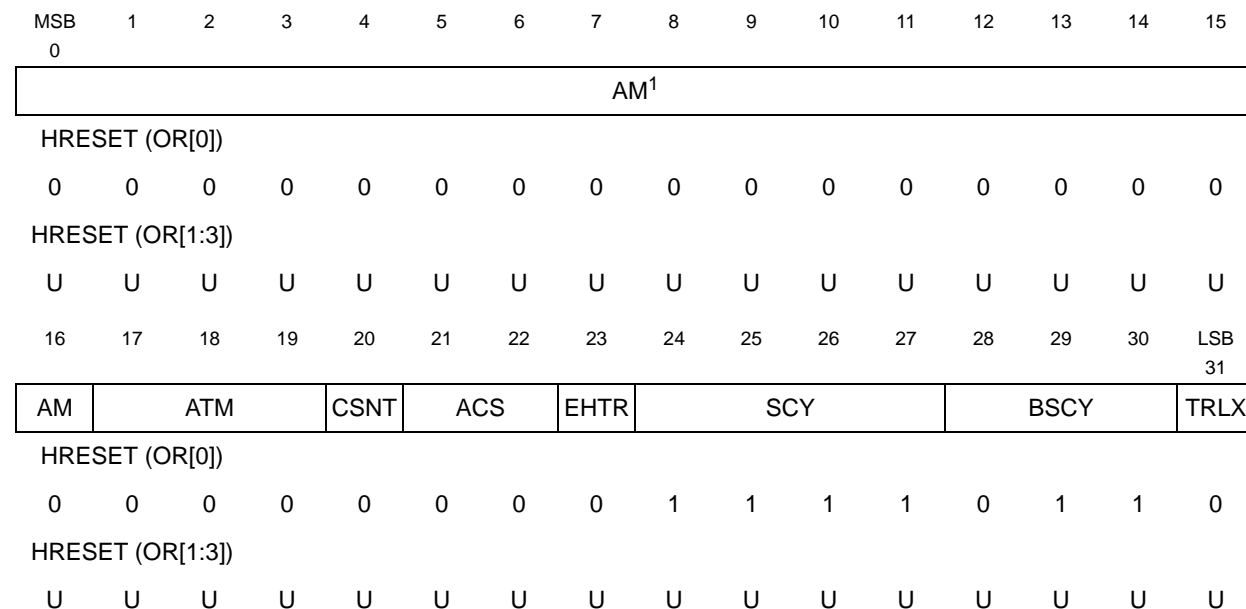 MSB 1 2 3 4 5 6 7 8 9 10 11 12 13 14 15
0
AM1
HRESET (OR[0])
0 0 0 0 0 0 0 0 0 0 0 0 0 0 0 0
HRESET (OR[1:3])
U U U U U U U U U U U U U U U U
16 17 18 19 20 21 22 23 24 25 26 27 28 29 30 LSB
31
AM ATM CSNT ACS EHTR SCY BSCY TRLX
HRESET (OR[0])
0 0 0 0 0 0 0 0 1 1 1 1 0 1 1 0
HRESET (OR[1:3])
U U U U U U U U U U U U U U U U